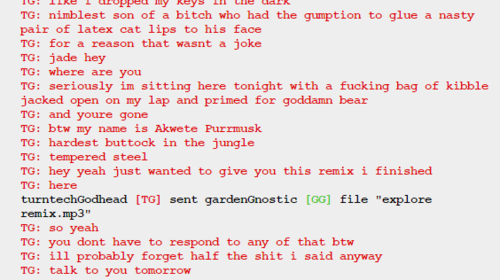 TG: like i dropped my keys in the dark
TG: nimblest son of a bitch who had the gumption to glue a nasty
pair of latex cat lips to his face
TG: for a reason that wasnt a joke
TG: jade hey
TG: where are you
TG: seriously im sitting here tonight with a fucking bag of kibble
jacked open on my lap and primed for goddamn bear
TG: and youre gone
TG: btw my name is Akwete Purrmusk
TG: hardest buttock in the jungle
TG: tempered steel
TG: hey yeah just wanted to give you this remix i finished
TG: here
turntechGodhead [TG] sent gardenGnostic [GG] file "explore
remix.mp3"
TG: so yeah
TG: you dont have to respond to any of that btw
TG: ill probably forget half the shit i said anyway
TG: talk to you tomorrow